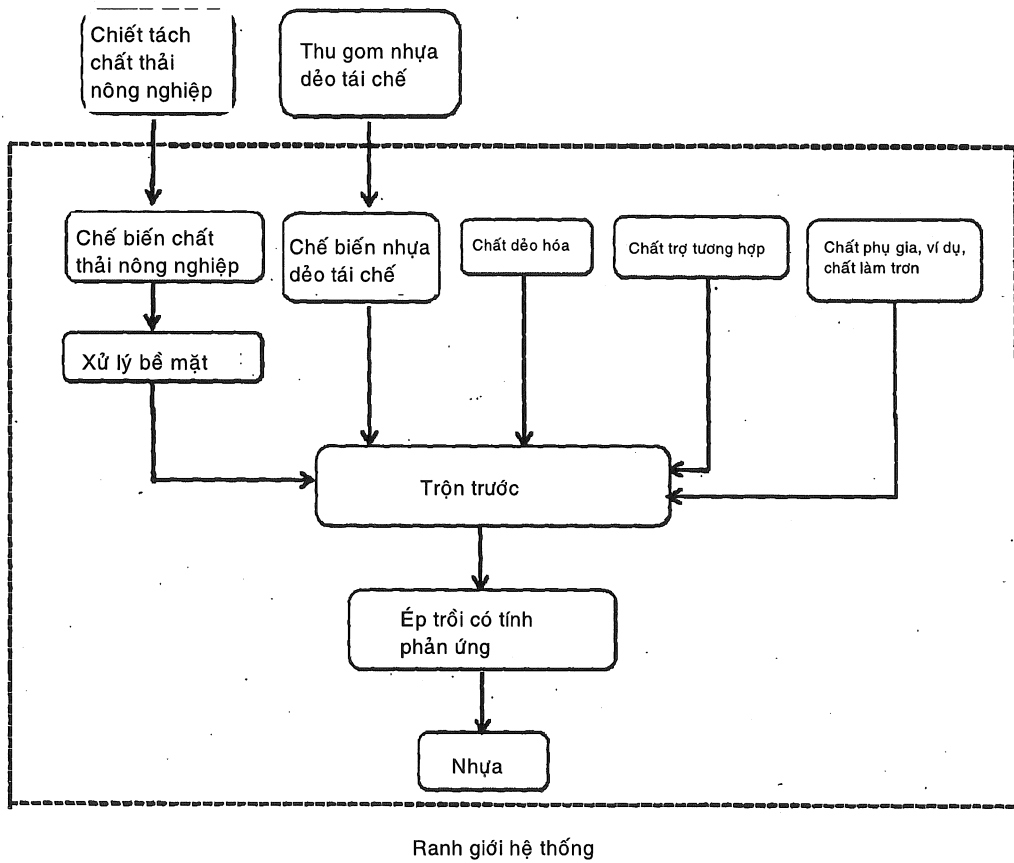 Chiết tách
chất thải
nông nghiệp
Thu gom nhựa
dẻo tái chế
Chế biến chất
thải nông nghiệp
Chế biến nhựa
dẻo tái chế
Chất dẻo hóa
Chất trợ tương hợp
Chất phụ gia, ví dụ,
chất làm trơn
Xử lý bề mặt
Trộn trước
Ép trồi có tính
phản ứng
Nhựa
Ranh giới hệ thống